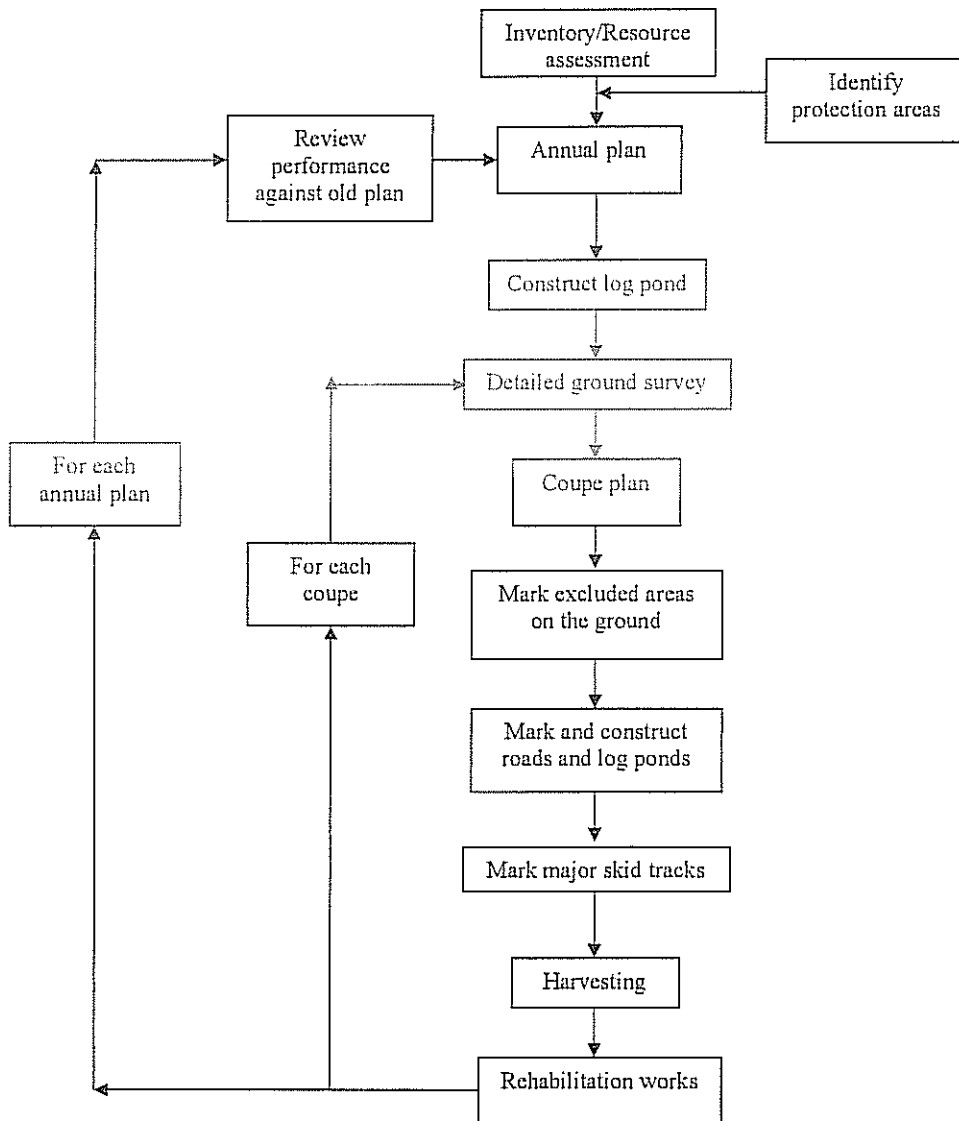 Inventory/Resource
assessment
Identify
protection areas
Review
performance
against old plan
Annual plan
Construct log pond
Detailed ground survey
For each
annual plan
Coupe plan
For each
coupe
Mark excluded areas
on the ground
Mark and construct
roads and log ponds
Mark major skid tracks
Harvesting
Rehabilitation works